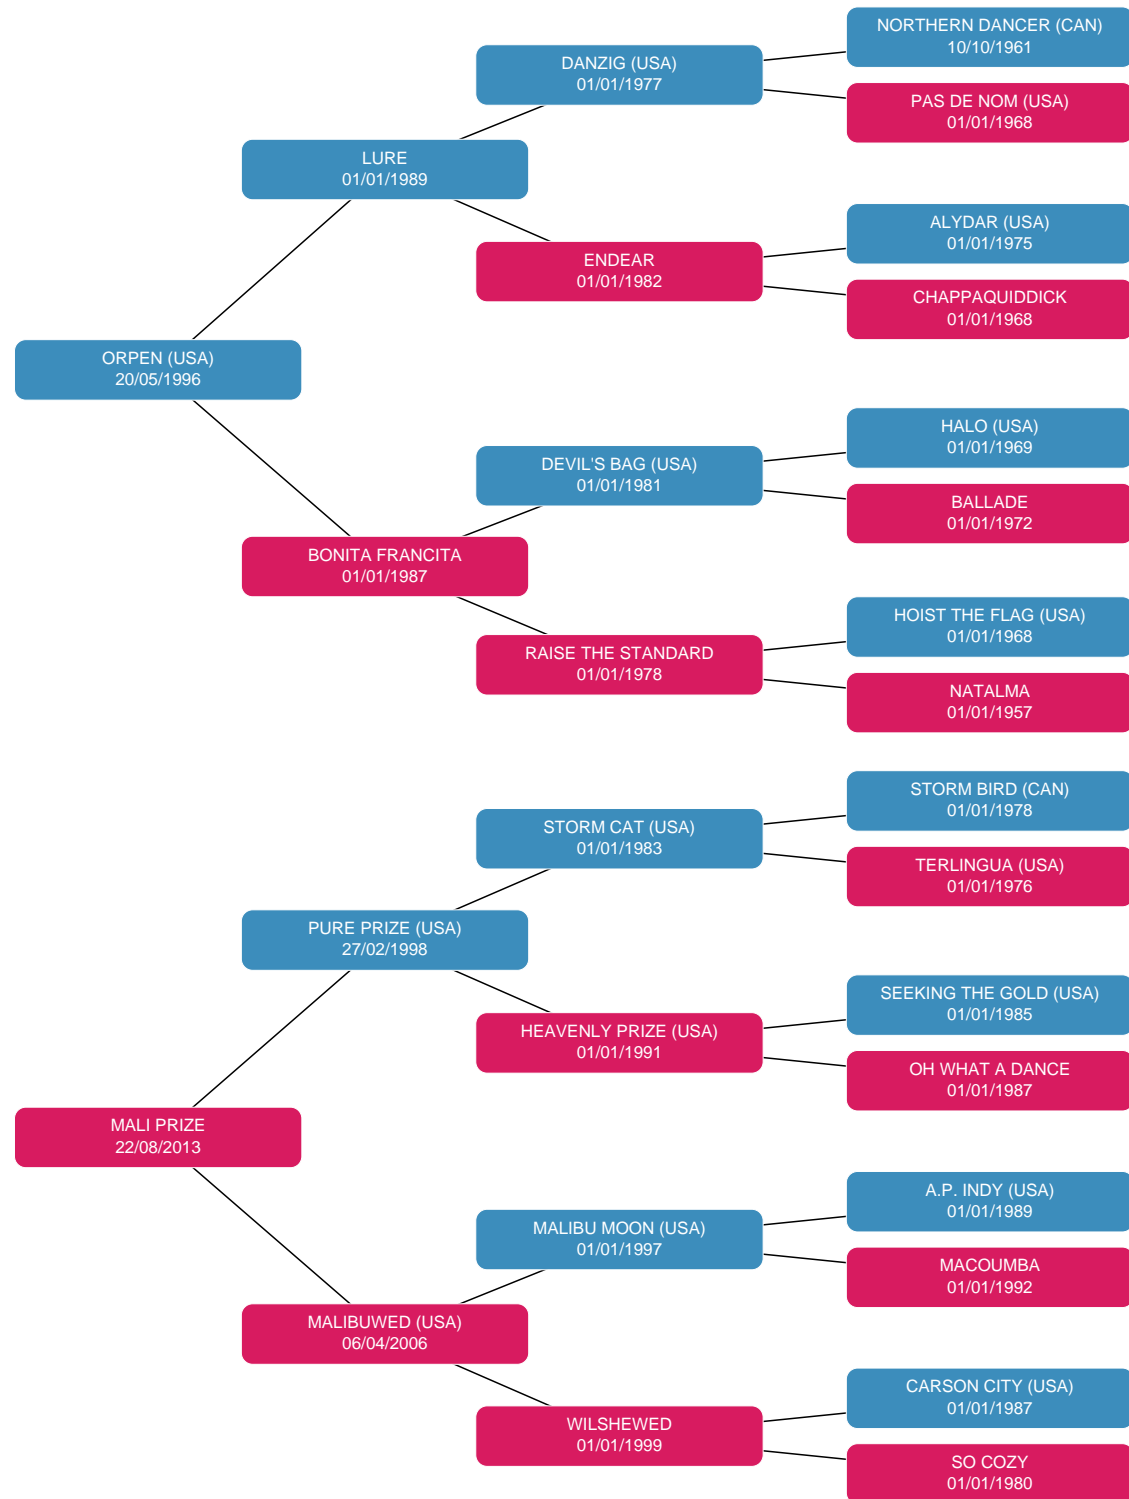 NORTHERN DANCER (CAN)
10/10/1961
DANZIG (USA)
01/01/1977
PAS DE NOM (USA)
01/01/1968
LURE
01/01/1989
ALYDAR (USA)
01/01/1975
ENDEAR
01/01/1982
CHAPPAQUIDDICK
01/01/1968
ORPEN (USA)
20/05/1996
HALO (USA)
01/01/1969
DEVIL'S BAG (USA)
01/01/1981
BALLADE
01/01/1972
BONITA FRANCITA
01/01/1987
HOIST THE FLAG (USA)
01/01/1968
RAISE THE STANDARD
01/01/1978
NATALMA
01/01/1957
STORM BIRD (CAN)
01/01/1978
STORM CAT (USA)
01/01/1983
TERLINGUA (USA)
01/01/1976
PURE PRIZE (USA)
27/02/1998
SEEKING THE GOLD (USA)
01/01/1985
HEAVENLY PRIZE (USA)
01/01/1991
OH WHAT A DANCE
01/01/1987
MALI PRIZE
22/08/2013
A.P. INDY (USA)
01/01/1989
MALIBU MOON (USA)
01/01/1997
MACOUMBA
01/01/1992
MALIBUWED (USA)
06/04/2006
CARSON CITY (USA)
01/01/1987
WILSHEWED
01/01/1999
SO COZY
01/01/1980